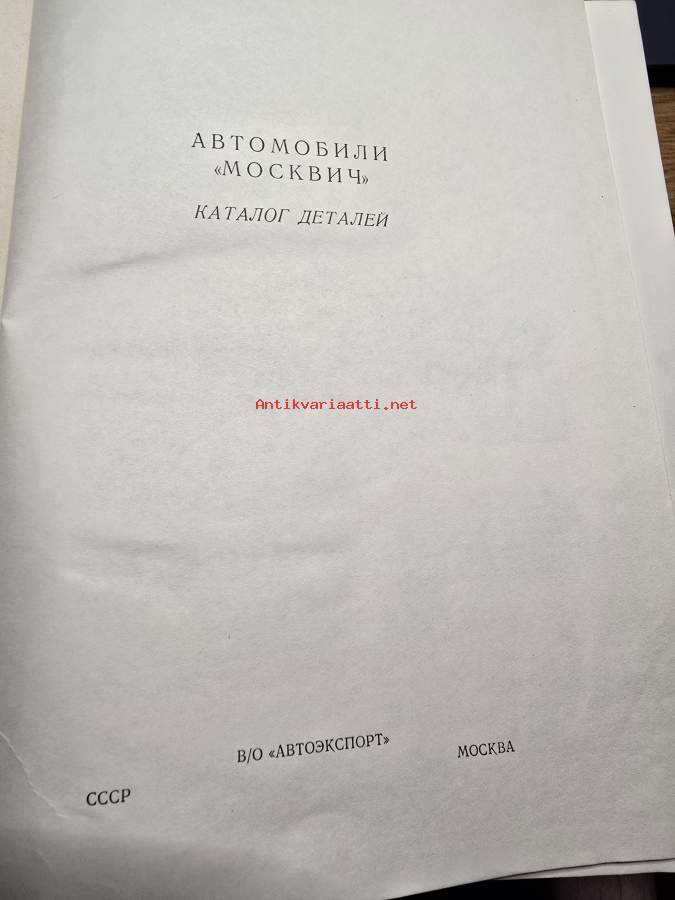 АВТОМОБИЛИ
«МОСКВИЧ»
КАТАЛОГ ДЕТАЛЕЙ
Antikvariaatti.net
СССР В/О «АВТОЭКСПОРТ» МОСКВА